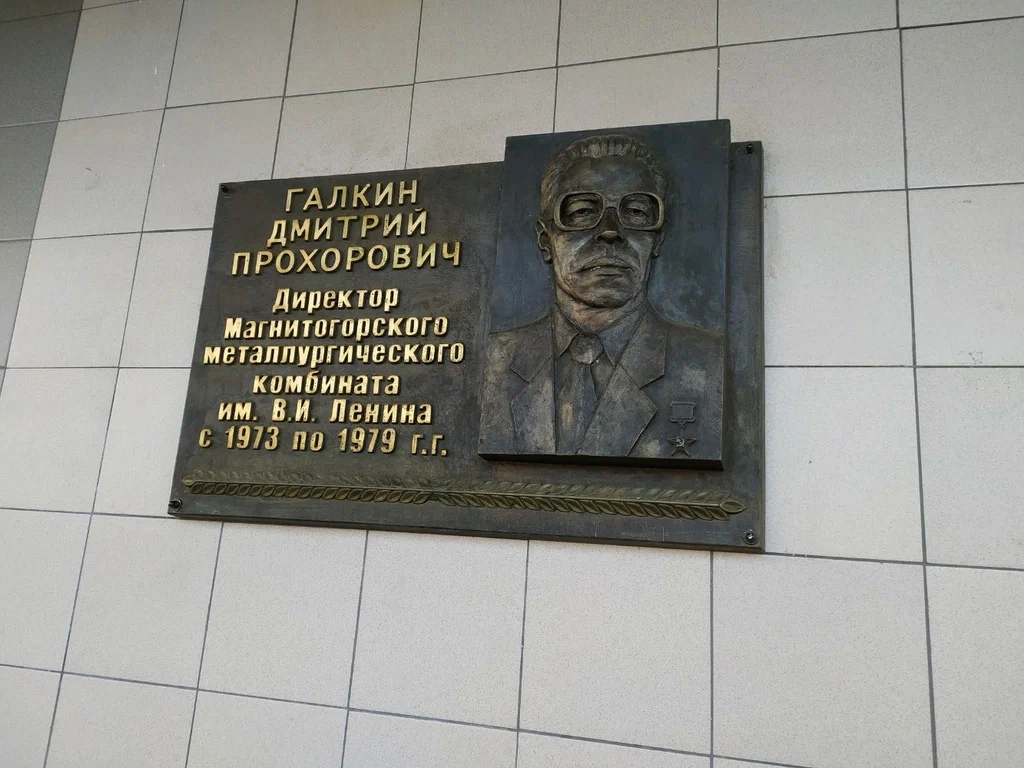 ГАЛКИН
ДМИТРИЙ
ПРОХОРОВИЧ
Директор
Магнитогорского
металлургического
комбината
им. В.И. Ленина
с 1973 по 1979 г.г.